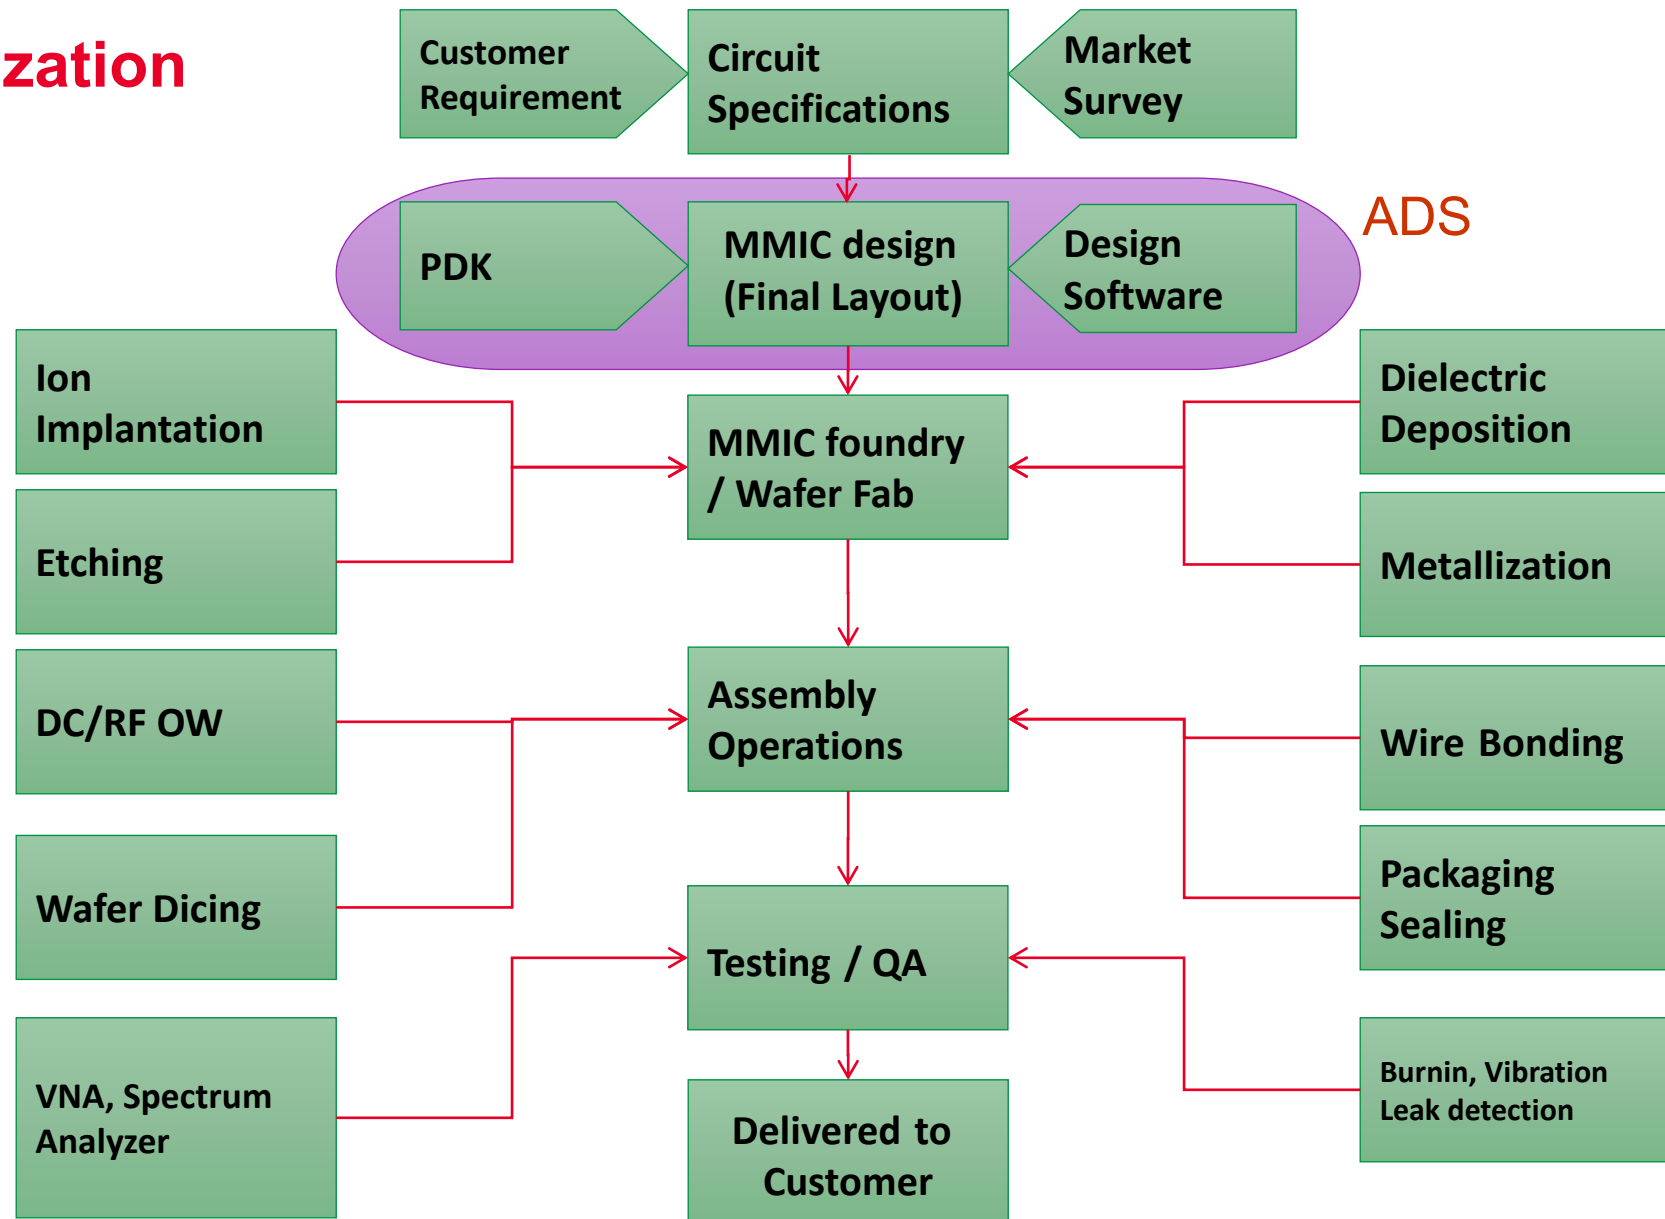 zation
Customer
Requirement
Circuit
Specifications
Market
Survey
ADS
PDK
MMIC design
(Final Layout)
Design
Software
Ion
Implantation
Dielectric
Deposition
MMIC foundry
/ Wafer Fab
Etching
Metallization
DC/RF OW
Assembly
Operations
Wire Bonding
Wafer Dicing
Packaging
Sealing
Testing / QA
VNA, Spectrum
Analyzer
Burnin, Vibration
Leak detection
Delivered to
Customer